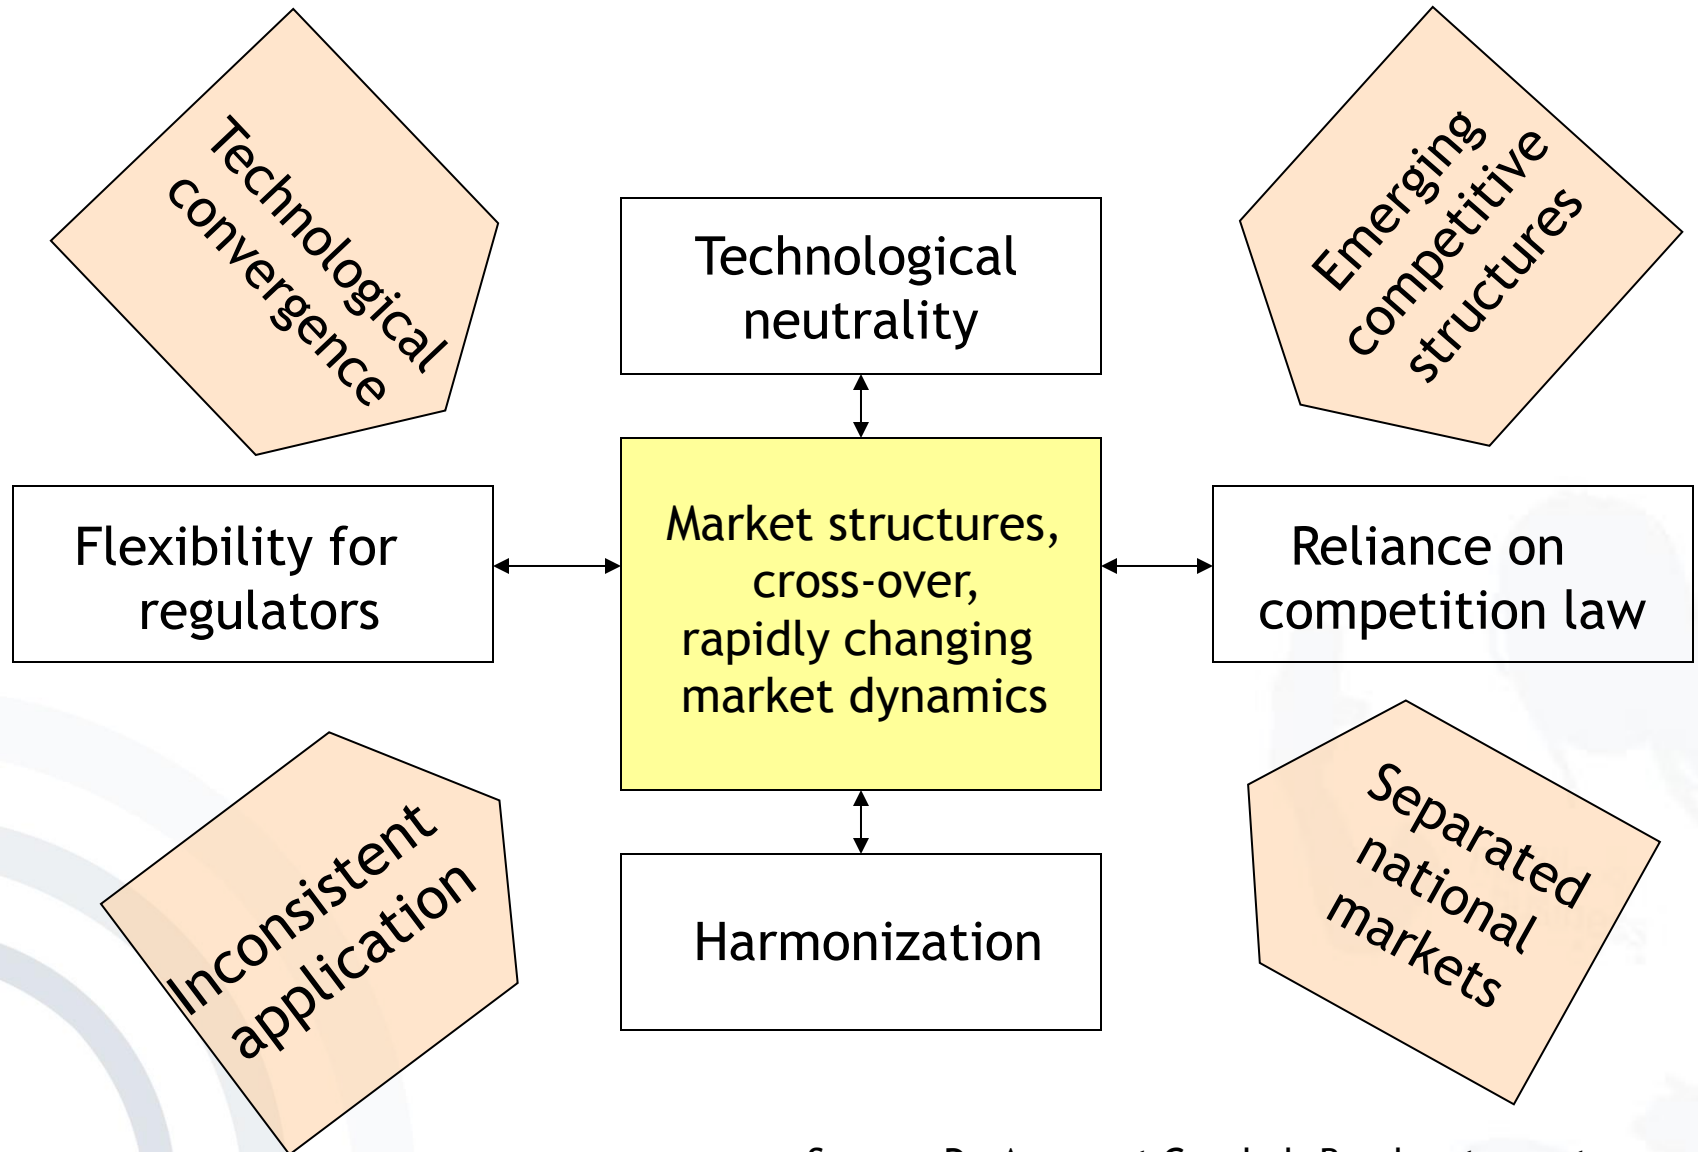 Technological
convergence
Emerging
competitive
structures
Technological
neutrality
Flexibility for
regulators
Market structures,
cross-over,
rapidly changing
market dynamics
Reliance on
competition law
Inconsistent
application
Harmonization
Separated
national
markets